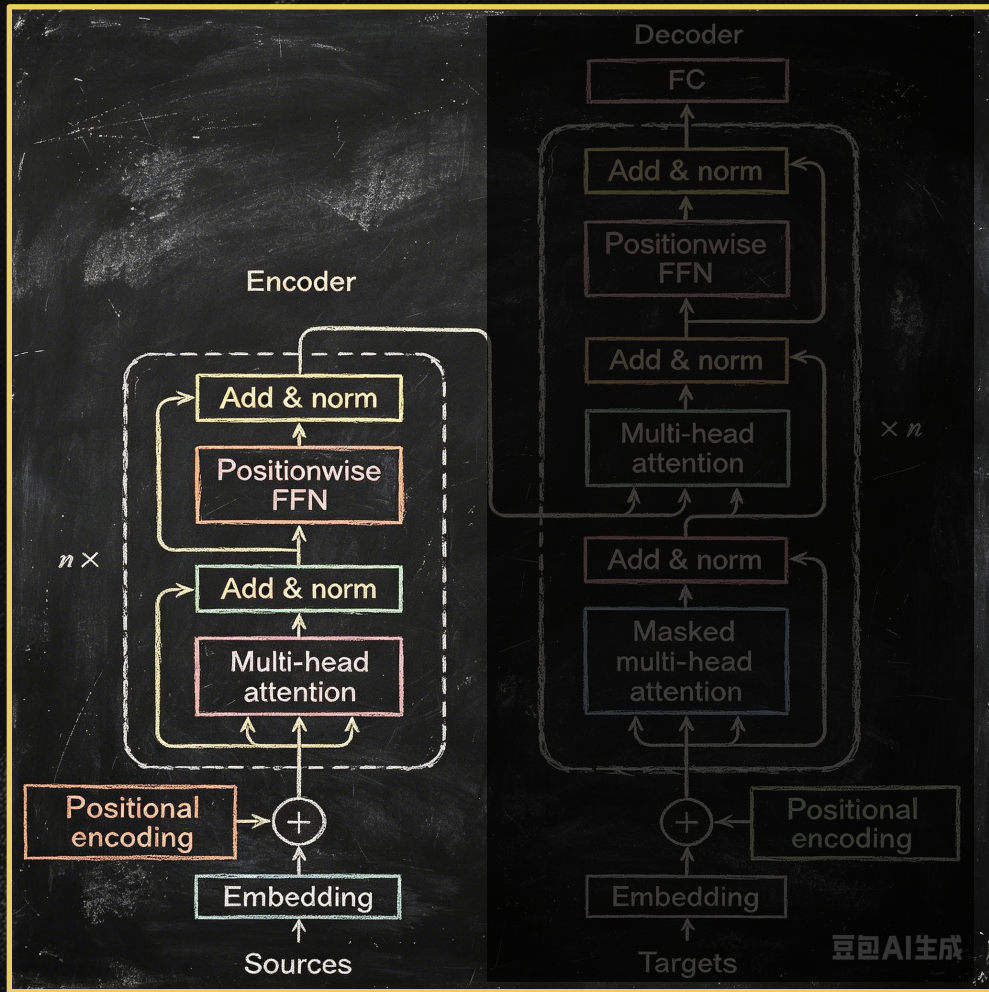 Encoder
Add & norm
Positionwise
FFN
n ×
Add & norm
Multi-head
attention
Positional
encoding
+
Embedding
Sources
Decoder
FC
Add & norm
Positionwise
FFN
Add & norm
Multi-head
attention
× n
Add & norm
Masked
multi-head
attention
+
Positional
encoding
Embedding
Targets
豆包AI生成